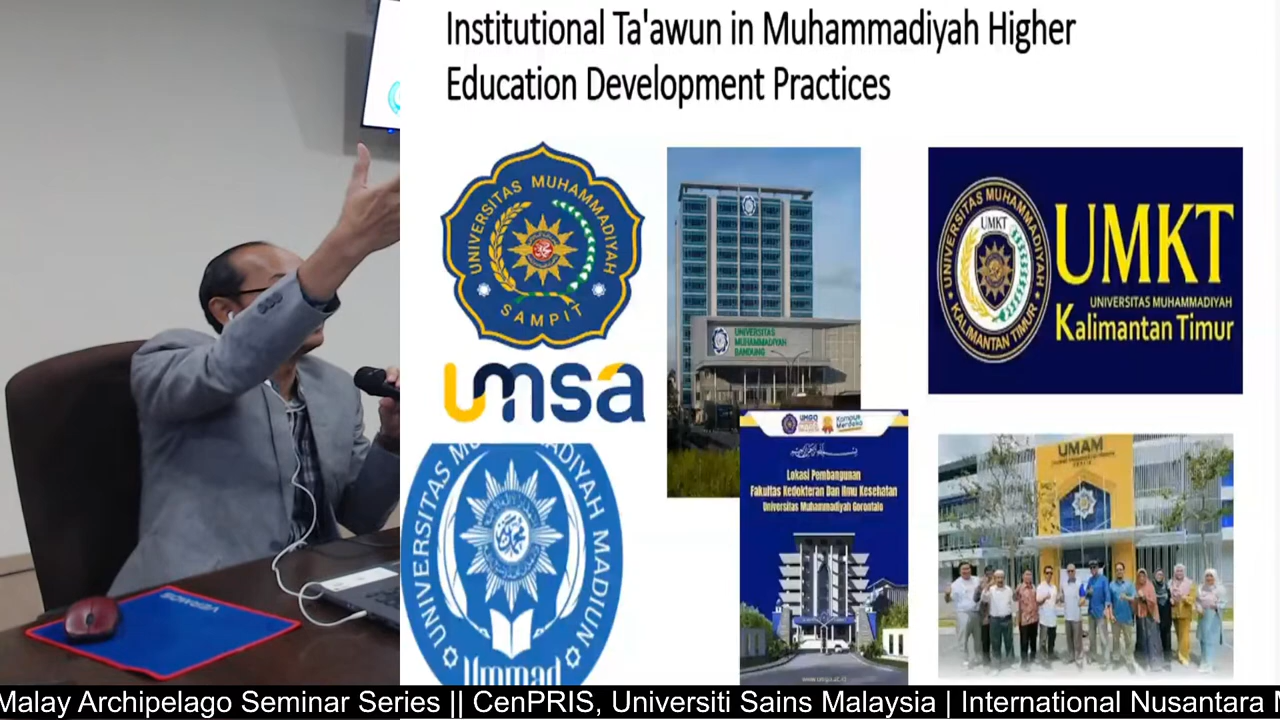 Institutional Ta'awun in Muhammadiyah Higher
Education Development Practices
UNIVERSITAS MUHAMMADIYAH
SAMPIT
umsa
UNIVERSITAS
MUHAMMADIYAH
BANDUNG
UNIVERSITAS MUHAMMADIYAH
UMKT
KALIMANTAN TIMUR
UMKT
UNIVERSITAS MUHAMMADIYAH
Kalimantan Timur
UNIVERSITAS MUHAMMADIYAH MADIUN
Ummad
UMGO
Kampus
Merdeka
Lokasi Pembangunan
Fakultas Kedokteran Dan Ilmu Kesehatan
Universitas Muhammadiyah Gorontalo
UMAM
VERTOS
Malay Archipelago Seminar Series || CenPRIS, Universiti Sains Malaysia | International Nusantara